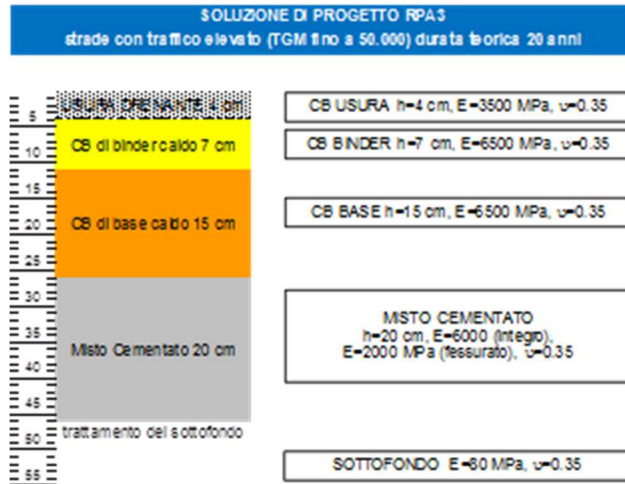 SOLUZIONE DI PROGETTO RPA3
strade con traffico elevato (TGM fino a 50.000) durata teorica 20 anni
5
USURA DRENANTE 4 cm
CB USURA h=4 cm, E=3500 MPa, υ=0.35
10
CB di binder caldo 7 cm
CB BINDER h=7 cm, E=6500 MPa, υ=0.35
15
20
CB di base caldo 15 cm
CB BASE h=15 cm, E=6500 MPa, υ=0.35
25
30
35
40
45
Misto Cementato 20 cm
MISTO CEMENTATO
h=20 cm, E=6000 (integro),
E=2000 MPa (fessurato), υ=0.35
trattamento del sottofondo
50
55
SOTTOFONDO E=80 MPa, υ=0.35